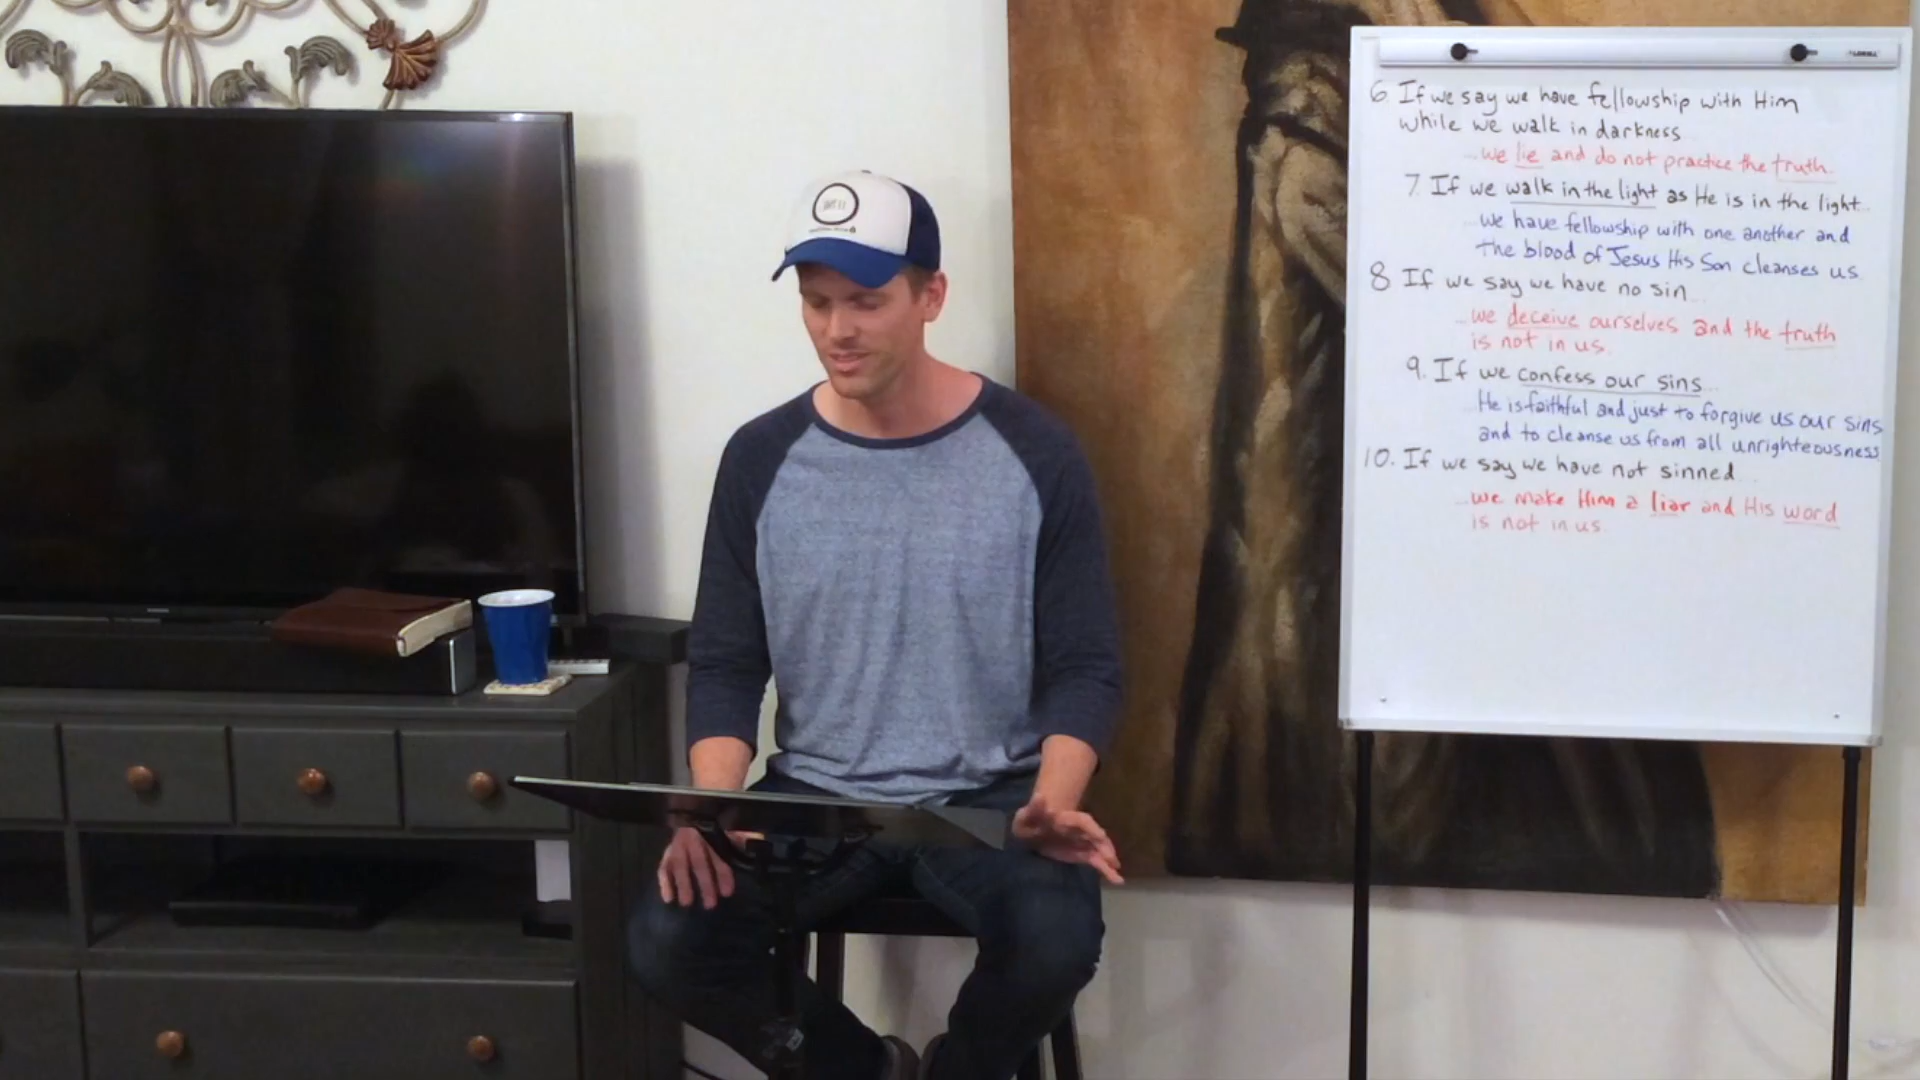 6. If we say we have fellowship with Him
while we walk in darkness
...we lie and do not practice the truth.
7. If we walk in the light as He is in the light...
...we have fellowship with one another and
the blood of Jesus His Son cleanses us
8 If we say we have no sin...
...we deceive ourselves and the truth
is not in us.
9. If we confess our sins...
He is faithful and just to forgive us our sins
and to cleanse us from all unrighteousness
10. If we say we have not sinned...
...we make Him a liar and His word
is not in us.